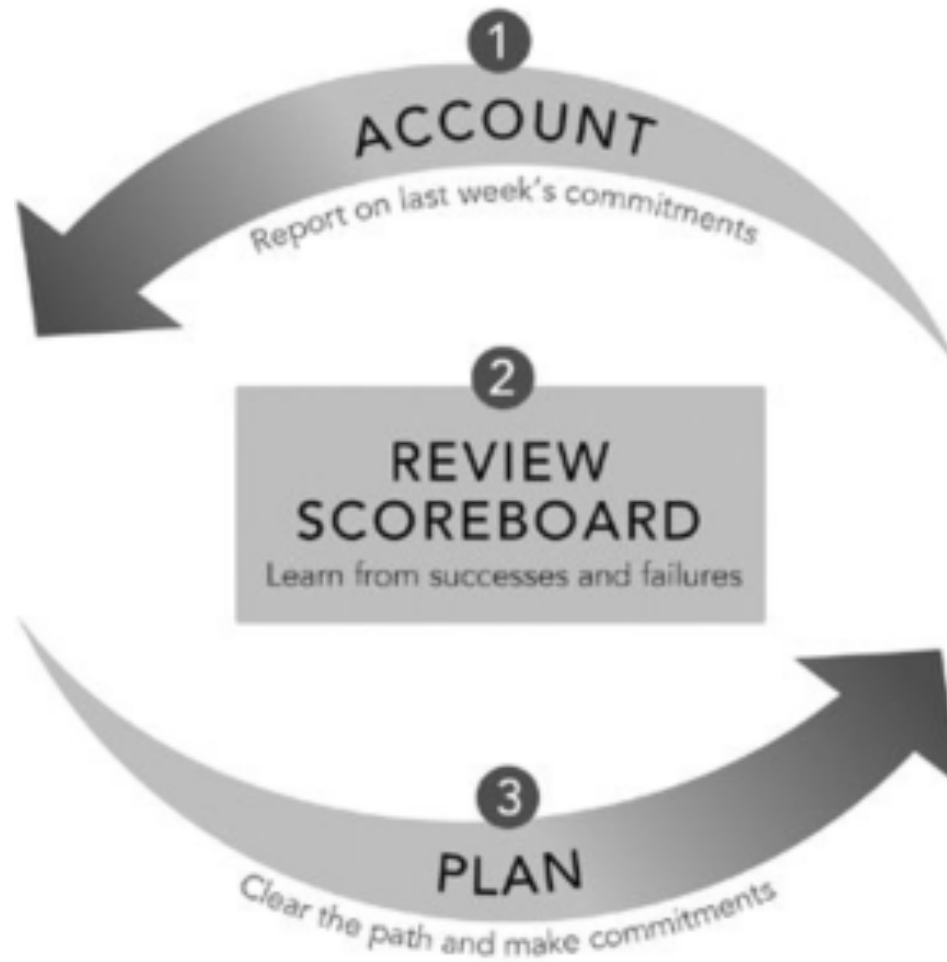 1
ACCOUNT
Report on last week's commitments
2
REVIEW
SCOREBOARD
Learn from successes and failures
3
PLAN
Clear the path and make commitments